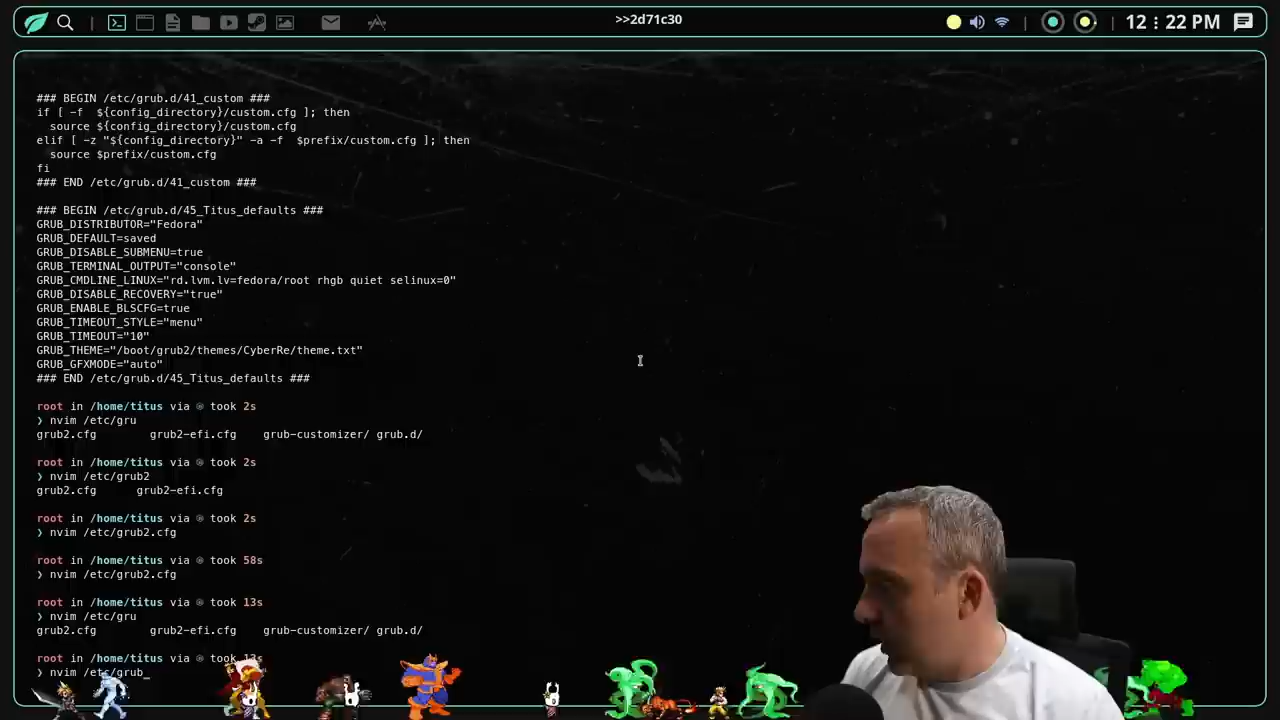 >>2d71c30
12 : 22 PM
### BEGIN /etc/grub.d/41_custom ###
if [ -f  ${config_directory}/custom.cfg ]; then
  source ${config_directory}/custom.cfg
elif [ -z "${config_directory}" -a -f  $prefix/custom.cfg ]; then
  source $prefix/custom.cfg
fi
### END /etc/grub.d/41_custom ###
### BEGIN /etc/grub.d/45_Titus_defaults ###
GRUB_DISTRIBUTOR="Fedora"
GRUB_DEFAULT=saved
GRUB_DISABLE_SUBMENU=true
GRUB_TERMINAL_OUTPUT="console"
GRUB_CMDLINE_LINUX="rd.lvm.lv=fedora/root rhgb quiet selinux=0"
GRUB_DISABLE_RECOVERY="true"
GRUB_ENABLE_BLSCFG=true
GRUB_TIMEOUT_STYLE="menu"
GRUB_TIMEOUT="10"
GRUB_THEME="/boot/grub2/themes/CyberRe/theme.txt"
GRUB_GFXMODE="auto"
### END /etc/grub.d/45_Titus_defaults ###
root in /home/titus via took 2s
❯ nvim /etc/gru
grub2.cfg        grub2-efi.cfg    grub-customizer/ grub.d/
root in /home/titus via took 2s
❯ nvim /etc/grub2
grub2.cfg      grub2-efi.cfg
root in /home/titus via took 2s
❯ nvim /etc/grub2.cfg
root in /home/titus via took 58s
❯ nvim /etc/grub2.cfg
root in /home/titus via took 13s
❯ nvim /etc/gru
grub2.cfg        grub2-efi.cfg    grub-customizer/ grub.d/
root in /home/titus via took 13s
❯ nvim /etc/grub_